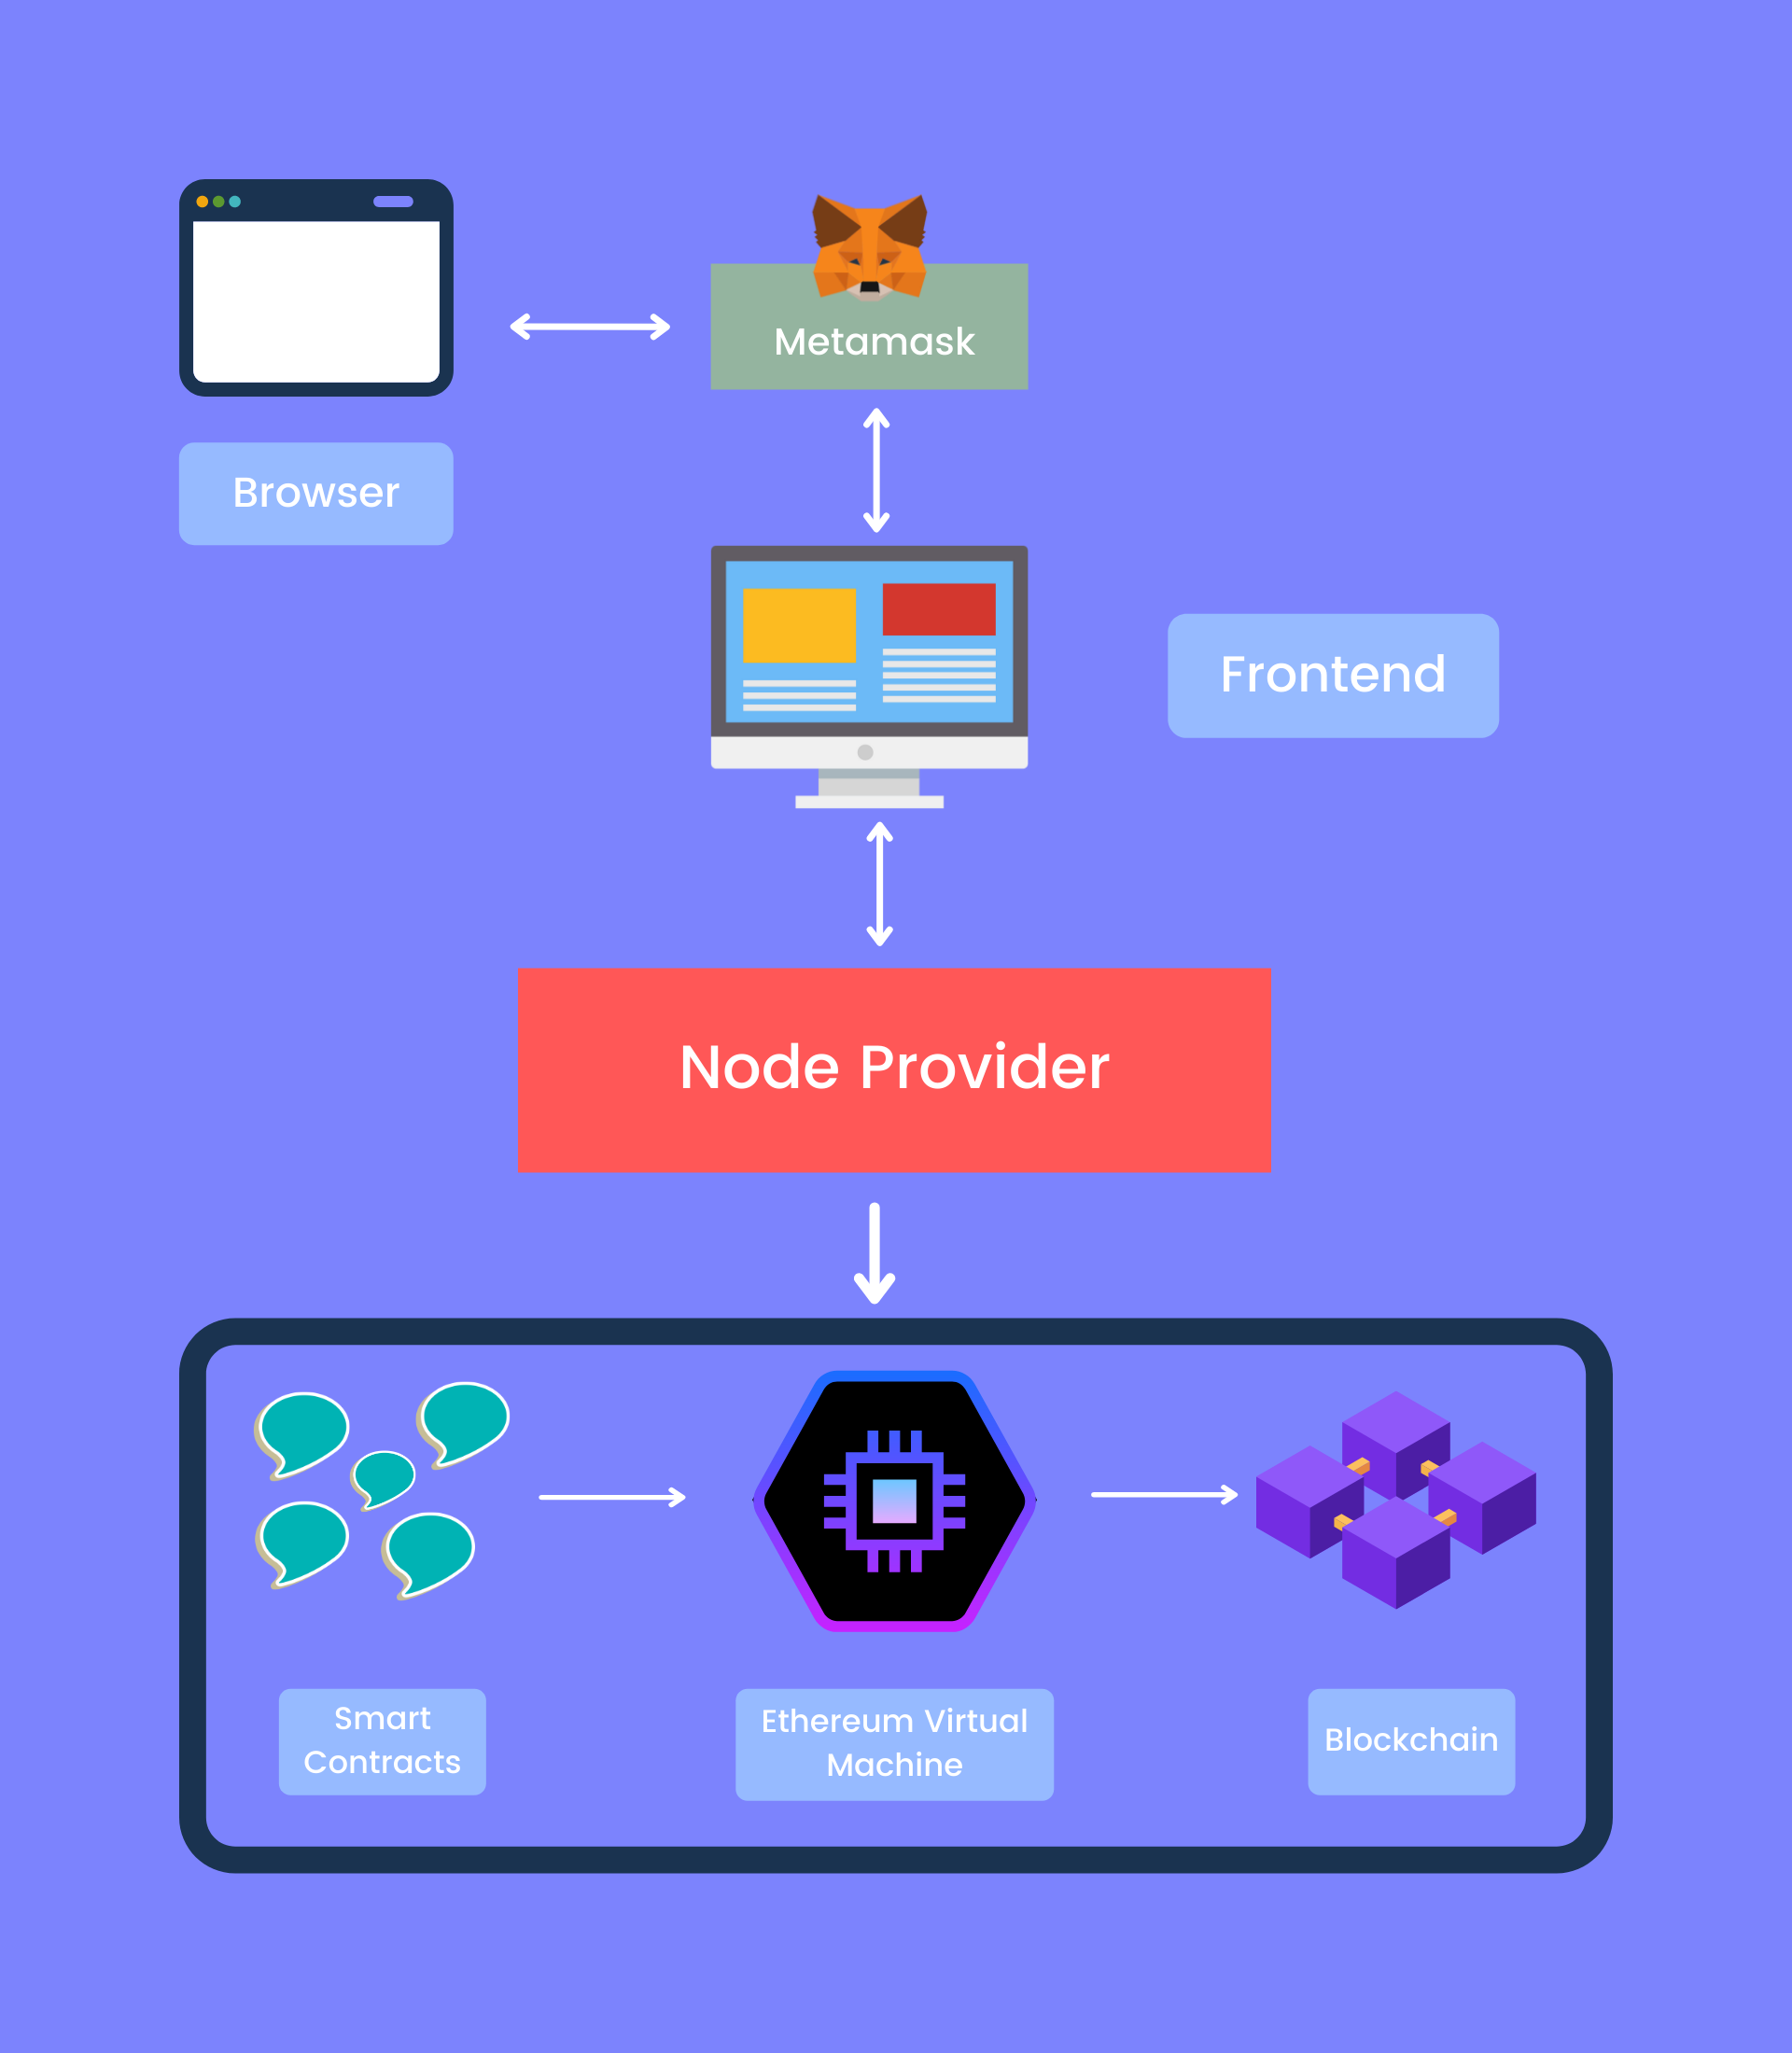 Metamask
Browser
Frontend
Node Provider
Smart
Contracts
Ethereum Virtual
Machine
Blockchain